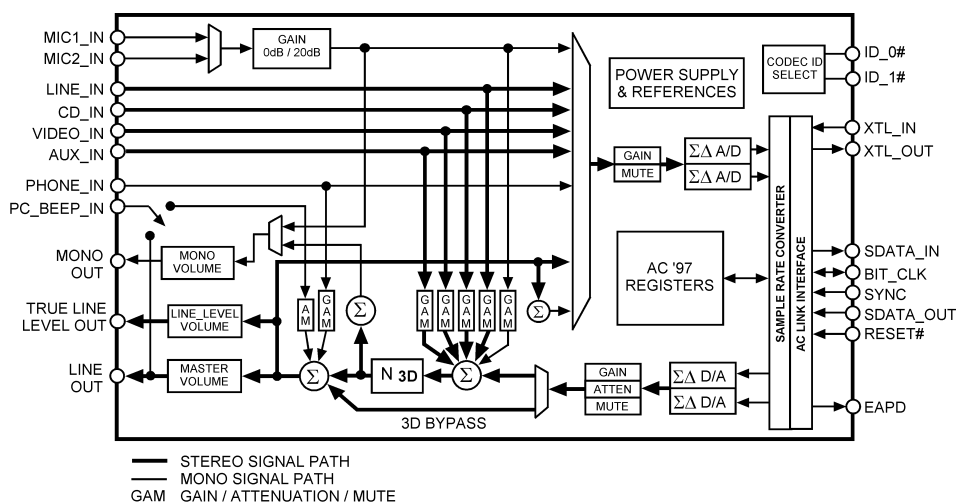 MIC1_IN
MIC2_IN
LINE_IN
CD_IN
VIDEO_IN
AUX_IN
PHONE_IN
PC_BEEP_IN
MONO
OUT
TRUE LINE
LEVEL OUT
LINE
OUT
GAIN
0dB / 20dB
MONO
VOLUME
LINE_LEVEL
VOLUME
MASTER
VOLUME
AM
GAM
Σ
GAM
GAM
GAM
GAM
GAM
Σ
Σ
N 3D
Σ
3D BYPASS
POWER SUPPLY
& REFERENCES
CODEC ID
SELECT
GAIN
MUTE
ΣΔ A/D
ΣΔ A/D
AC '97
REGISTERS
GAIN
ATTEN
MUTE
ΣΔ D/A
ΣΔ D/A
SAMPLE RATE CONVERTER
AC LINK INTERFACE
ID_0#
ID_1#
XTL_IN
XTL_OUT
SDATA_IN
BIT_CLK
SYNC
SDATA_OUT
RESET#
EAPD
STEREO SIGNAL PATH
MONO SIGNAL PATH
GAM GAIN / ATTENUATION / MUTE